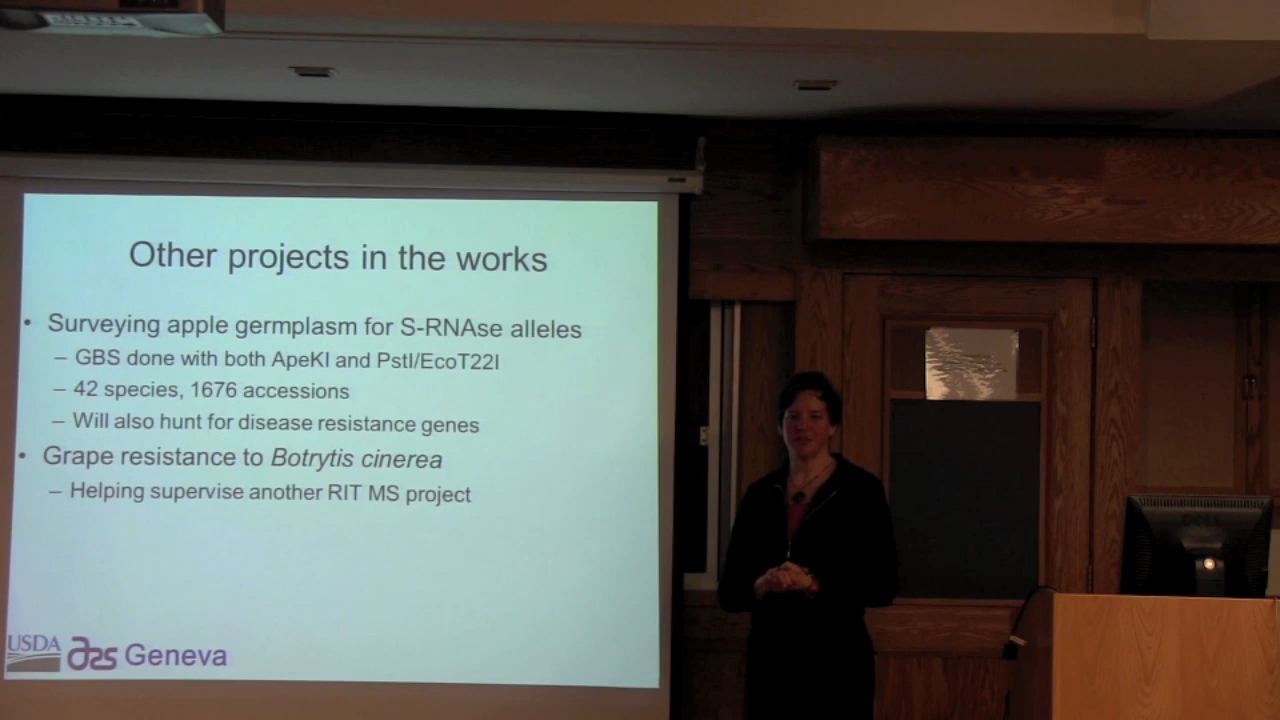 Other projects in the works
• Surveying apple germplasm for S-RNAse alleles
– GBS done with both ApeKI and PstI/EcoT22I
– 42 species, 1676 accessions
– Will also hunt for disease resistance genes
• Grape resistance to Botrytis cinerea
– Helping supervise another RIT MS project
USDA ars Geneva